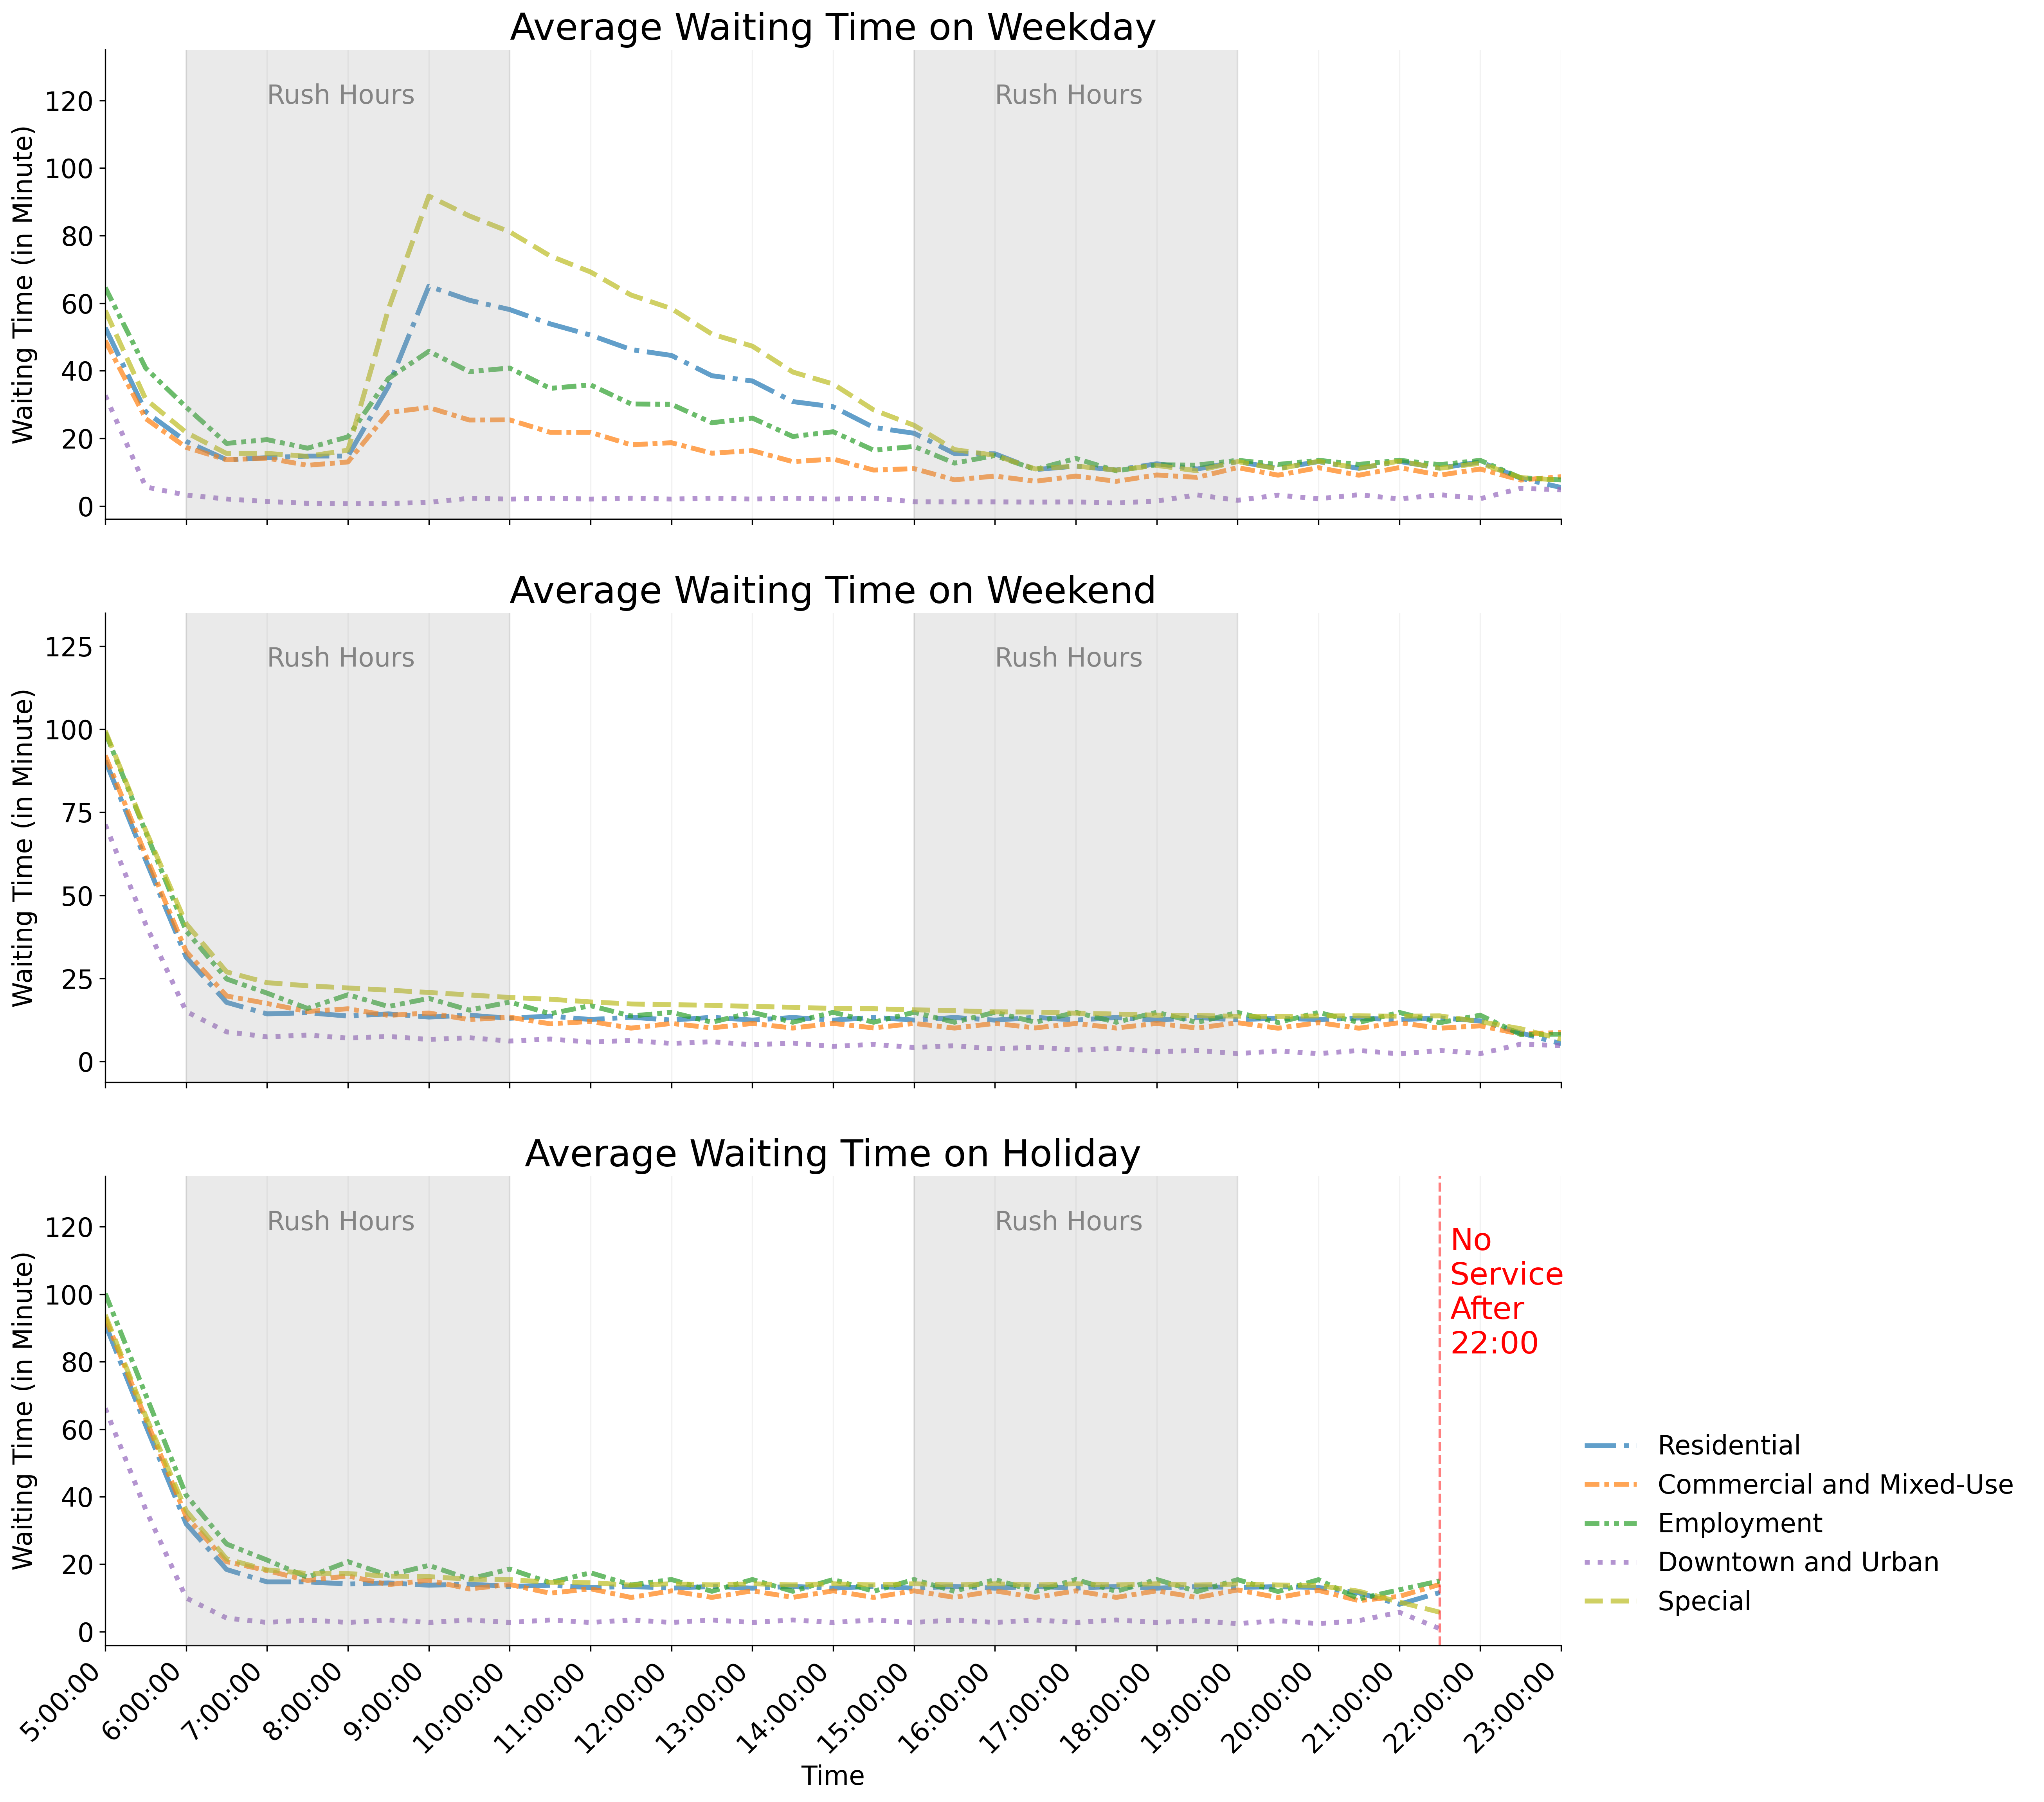 Average Waiting Time on Weekday
Rush Hours
Rush Hours
Waiting Time (in Minute)
120
100
80
60
40
20
0
Average Waiting Time on Weekend
Rush Hours
Rush Hours
Waiting Time (in Minute)
125
100
75
50
25
0
Average Waiting Time on Holiday
Rush Hours
Rush Hours
Waiting Time (in Minute)
120
100
80
60
40
20
0
No
Service
After
22:00
Residential
Commercial and Mixed-Use
Employment
Downtown and Urban
Special
5:00:00
6:00:00
7:00:00
8:00:00
9:00:00
10:00:00
11:00:00
12:00:00
13:00:00
14:00:00
15:00:00
16:00:00
17:00:00
18:00:00
19:00:00
20:00:00
21:00:00
22:00:00
23:00:00
Time